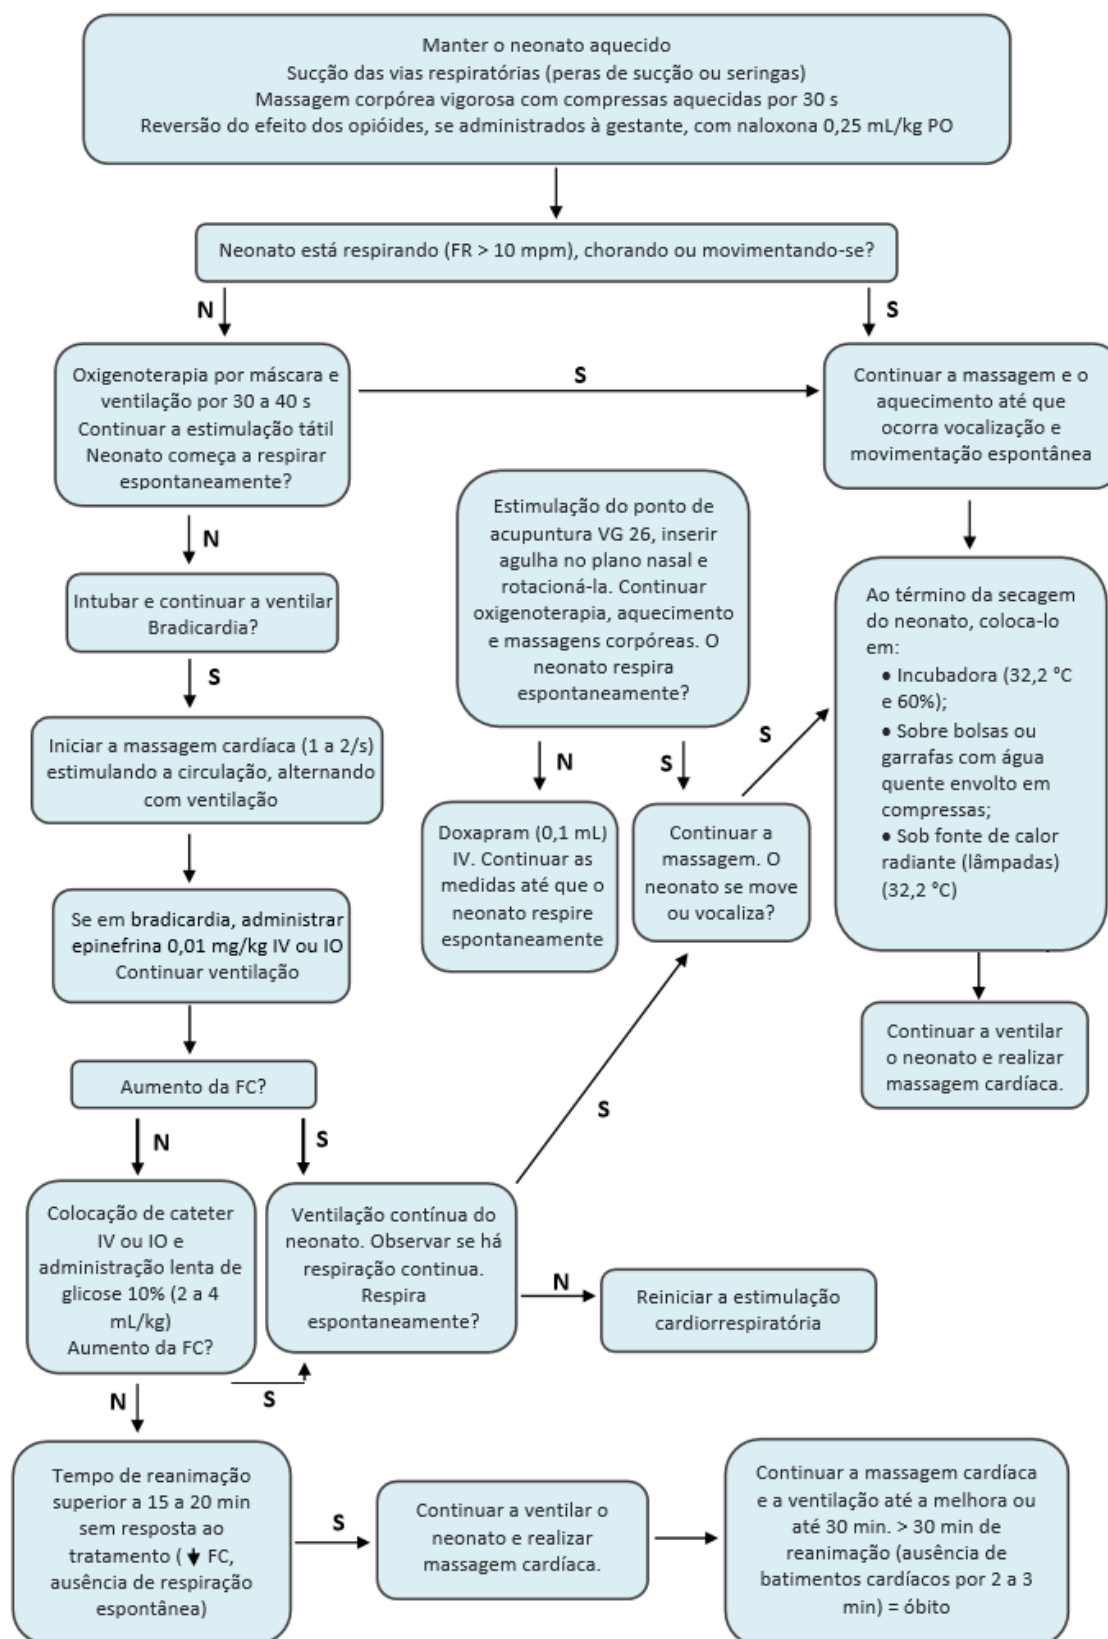 Manter o neonato aquecido
Sucção das vias respiratórias (peras de sucção ou seringas)
Massagem corpórea vigorosa com compressas aquecidas por 30 s
Reversão do efeito dos opióides, se administrados à gestante, com naloxona 0,25 mL/kg PO
Neonato está respirando (FR > 10 mpm), chorando ou movimentando-se?
N
S
Oxigenoterapia por máscara e
ventilação por 30 a 40 s
Continuar a estimulação tátil
Neonato começa a respirar
espontaneamente?
S
Continuar a massagem e o
aquecimento até que
ocorra vocalização e
movimentação espontânea
N
Intubar e continuar a ventilar
Bradicardia?
S
Estimulação do ponto de
acupuntura VG 26, inserir
agulha no plano nasal e
rotacioná-la. Continuar
oxigenoterapia, aquecimento
e massagens corpóreas. O
neonato respira
espontaneamente?
N
S
S
Ao término da secagem
do neonato, coloca-lo
em:
● Incubadora (32,2 °C
e 60%);
● Sobre bolsas ou
garrafas com água
quente envolto em
compressas;
● Sob fonte de calor
radiante (lâmpadas)
(32,2 °C)
Iniciar a massagem cardíaca (1 a 2/s)
estimulando a circulação, alternando
com ventilação
Doxapram (0,1 mL)
IV. Continuar as
medidas até que o
neonato respire
espontaneamente
Continuar a
massagem. O
neonato se move
ou vocaliza?
Se em bradicardia, administrar
epinefrina 0,01 mg/kg IV ou IO
Continuar ventilação
Continuar a ventilar
o neonato e realizar
massagem cardíaca.
Aumento da FC?
N
S
S
Colocação de cateter
IV ou IO e
administração lenta de
glicose 10% (2 a 4
mL/kg)
Aumento da FC?
Ventilação contínua do
neonato. Observar se há
respiração continua.
Respira
espontaneamente?
N
Reiniciar a estimulação
cardiorrespiratória
N
S
Tempo de reanimação
superior a 15 a 20 min
sem resposta ao
tratamento (↓ FC,
ausência de respiração
espontânea)
S
Continuar a ventilar o
neonato e realizar
massagem cardíaca.
Continuar a massagem cardíaca
e a ventilação até a melhora ou
até 30 min. > 30 min de
reanimação (ausência de
batimentos cardíacos por 2 a 3
min) = óbito